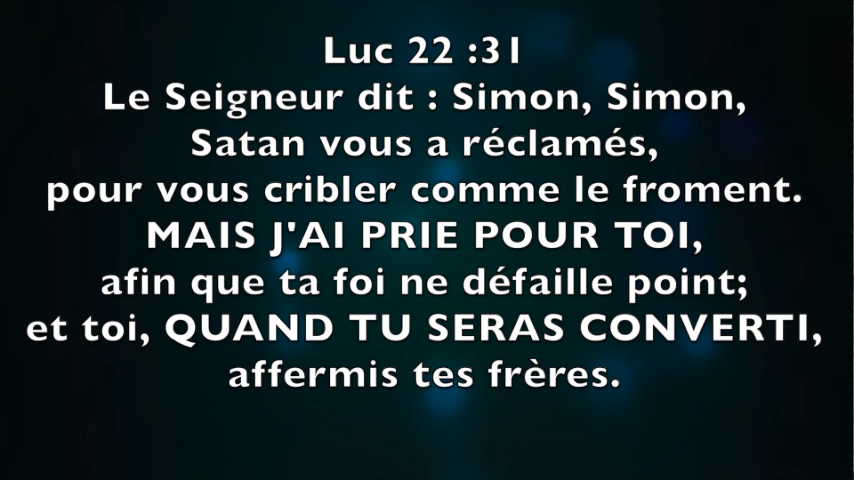 Luc 22 :31
Le Seigneur dit : Simon, Simon,
Satan vous a réclamés,
pour vous cribler comme le froment.
MAIS J'AI PRIE POUR TOI,
afin que ta foi ne défaille point;
et toi, QUAND TU SERAS CONVERTI,
affermis tes frères.